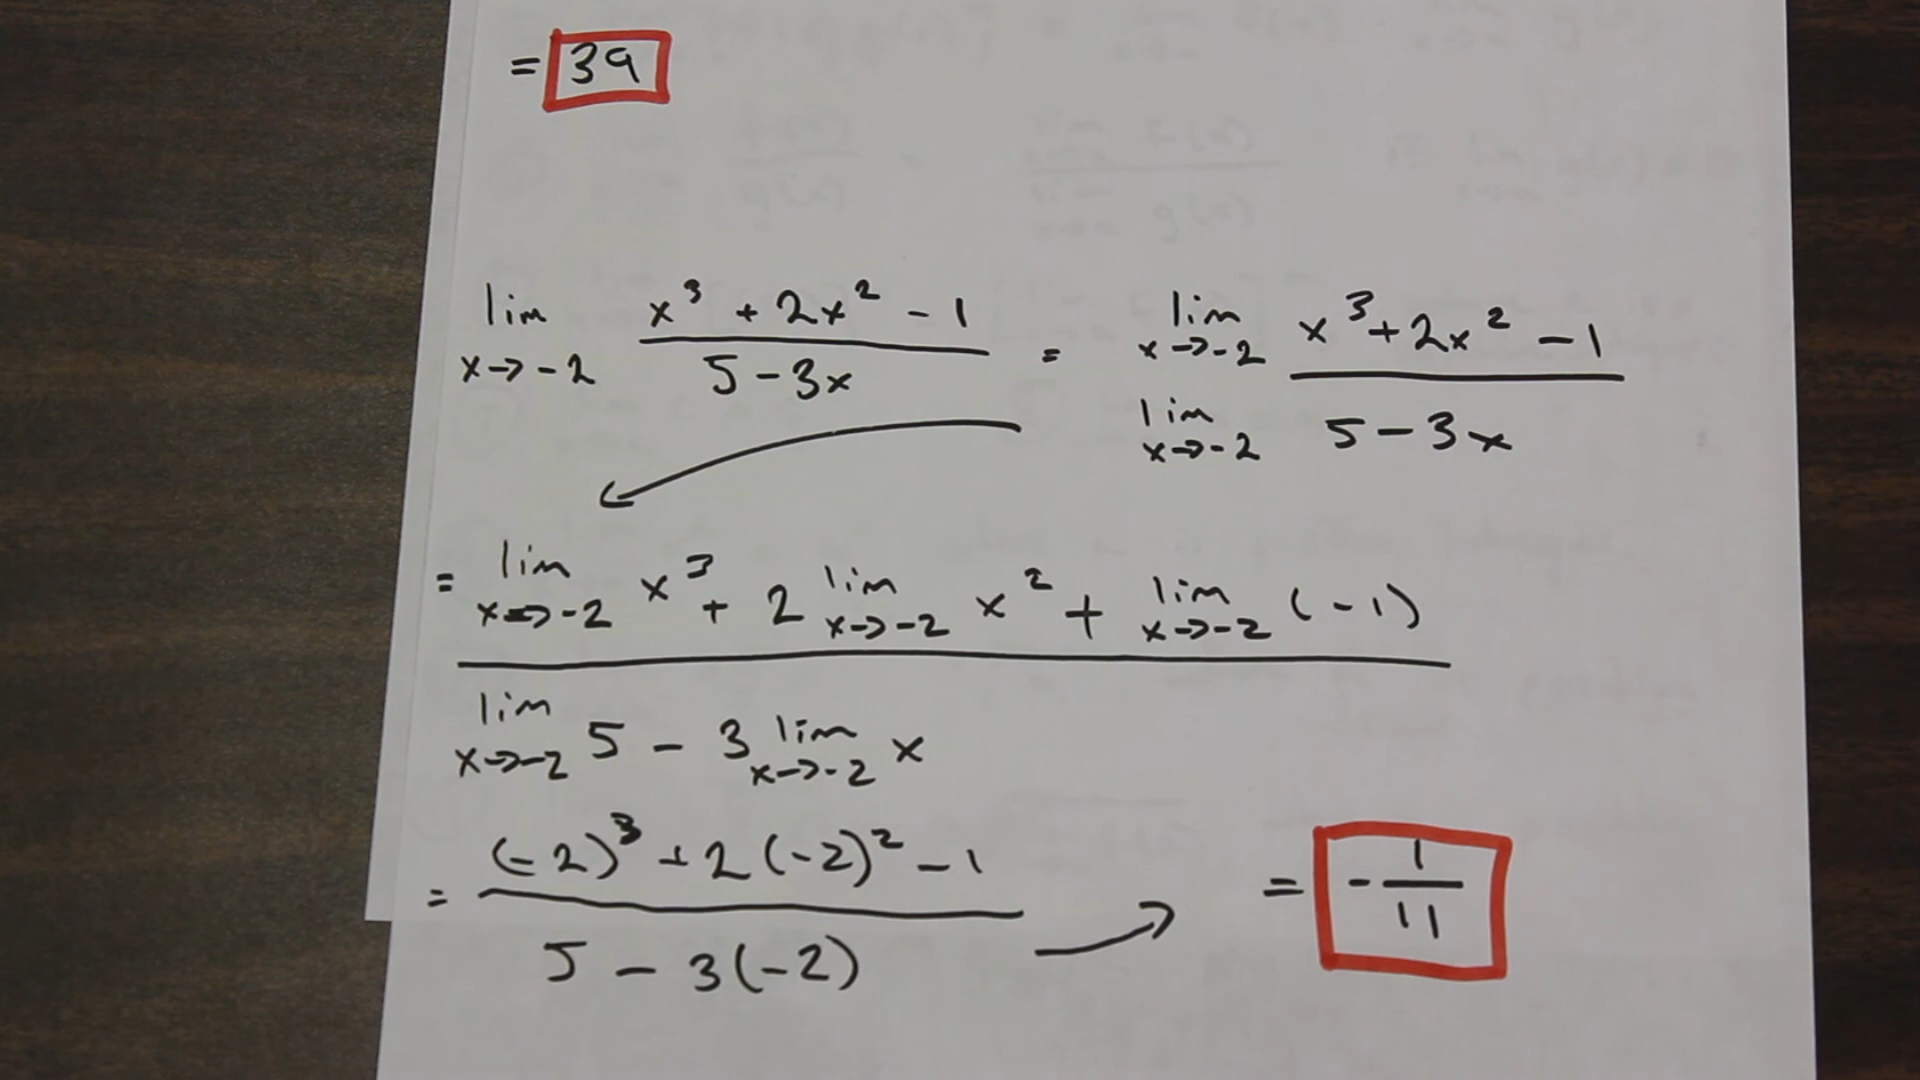 = 39
lim x→-2 (x³ + 2x² - 1)/(5 - 3x) = (lim x→-2 x³ + 2x² - 1)/(lim x→-2 5 - 3x)
= (lim x→-2 x³ + 2 lim x→-2 x² + lim x→-2 (-1))/(lim x→-2 5 - 3 lim x→-2 x)
= ((-2)³ + 2(-2)² - 1)/(5 - 3(-2)) → = -1/11